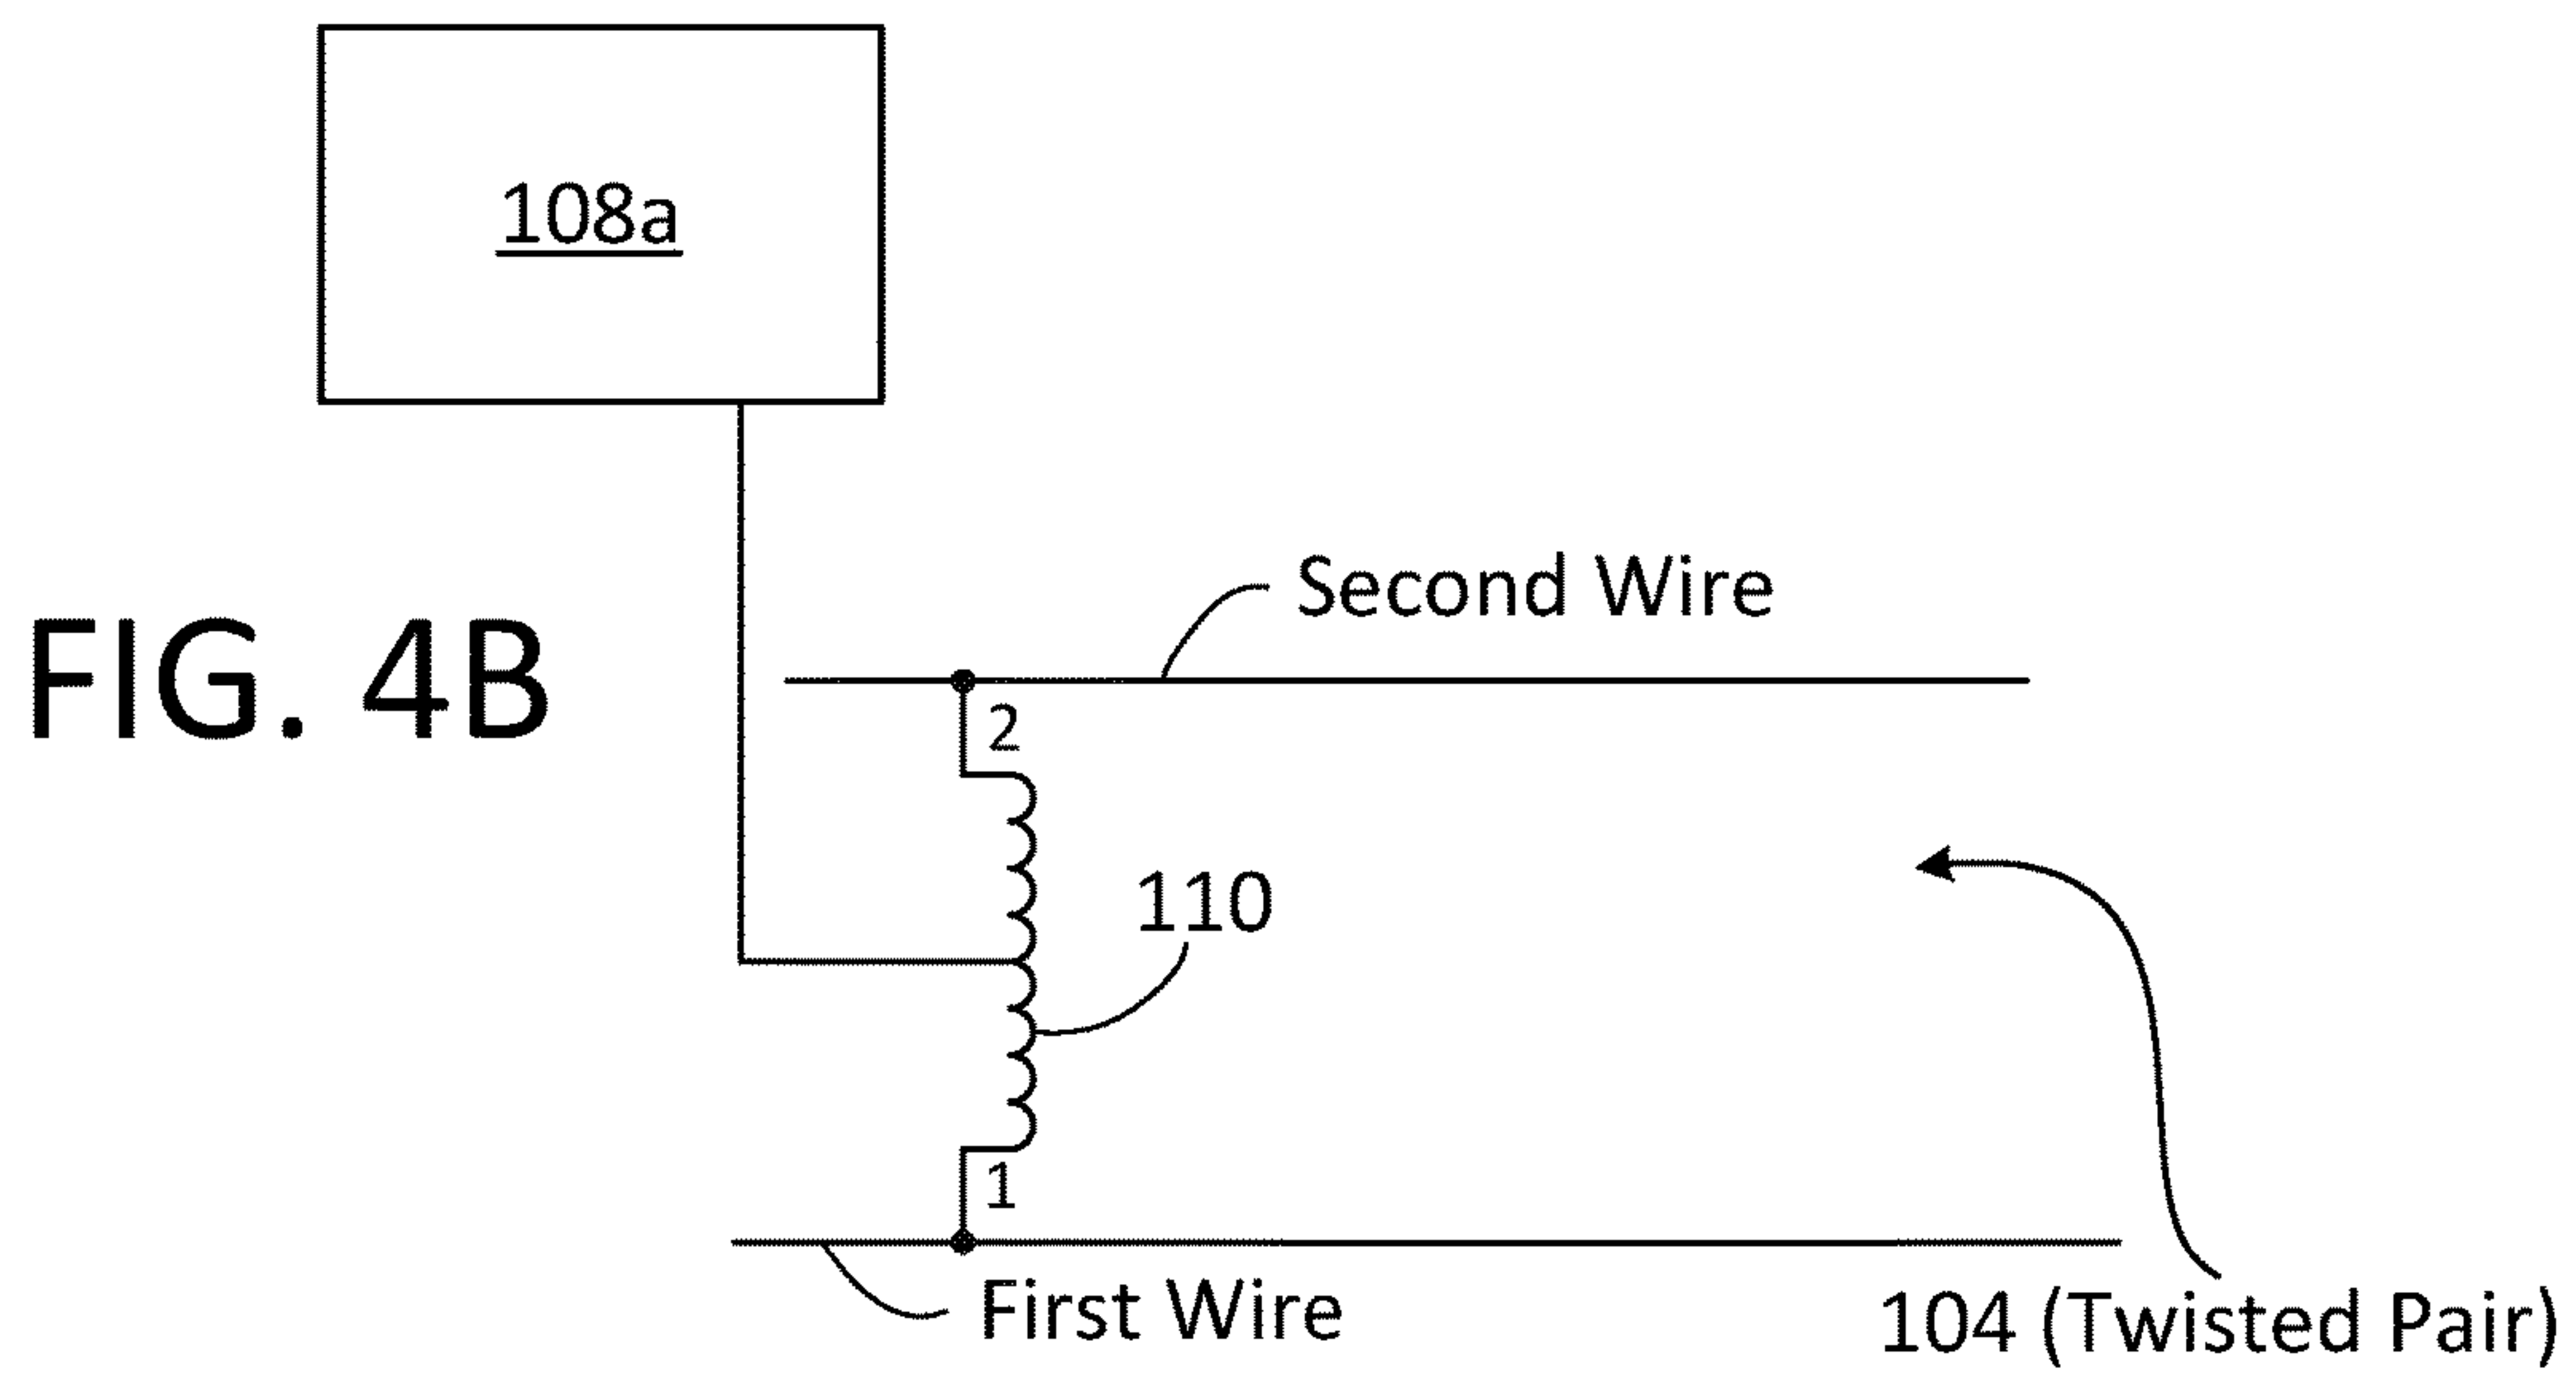 108a
Second Wire
FIG. 4B
2
110
1
First Wire
104 (Twisted Pair)